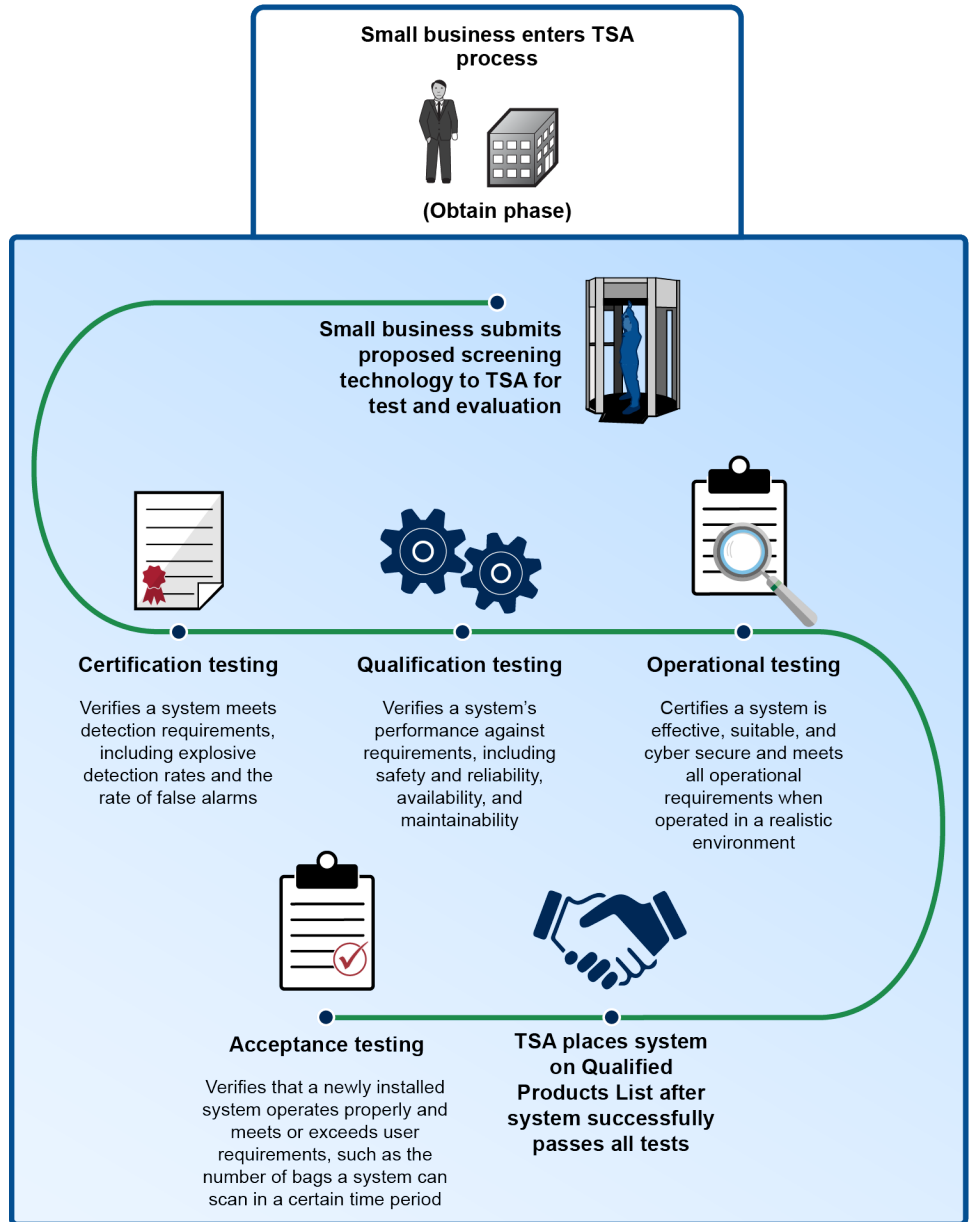 Small business enters TSA
process
(Obtain phase)
Small business submits
proposed screening
technology to TSA for
test and evaluation
Certification testing
Verifies a system meets
detection requirements,
including explosive
detection rates and the
rate of false alarms
Qualification testing
Verifies a system’s
performance against
requirements, including
safety and reliability,
availability, and
maintainability
Operational testing
Certifies a system is
effective, suitable, and
cyber secure and meets
all operational
requirements when
operated in a realistic
environment
TSA places system
on Qualified
Products List after
system successfully
passes all tests
Acceptance testing
Verifies that a newly installed
system operates properly and
meets or exceeds user
requirements, such as the
number of bags a system can
scan in a certain time period